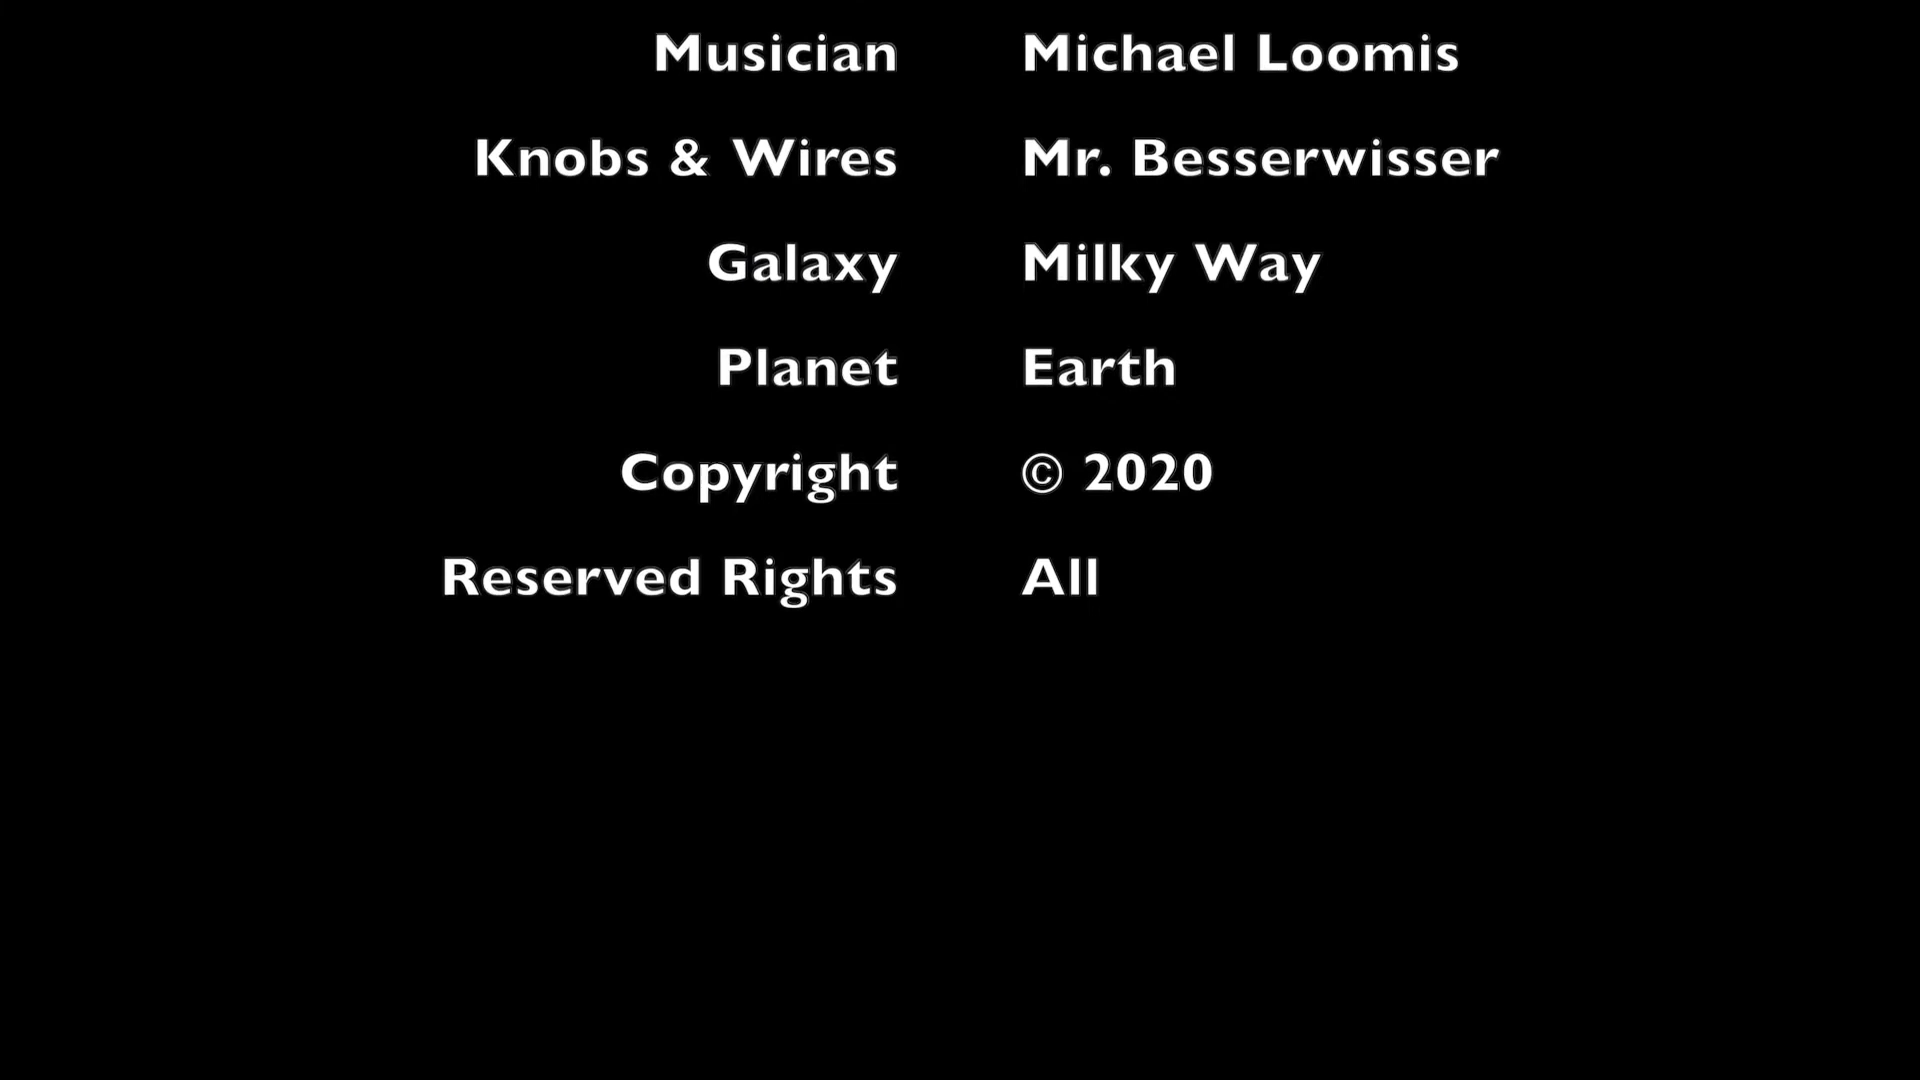 Musician Michael Loomis
Knobs & Wires Mr. Besserwisser
Galaxy Milky Way
Planet Earth
Copyright © 2020
Reserved Rights All